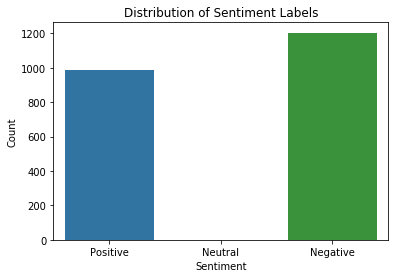 Distribution of Sentiment Labels
1200
1000
800
600
400
200
0
Count
Positive Neutral Negative
Sentiment